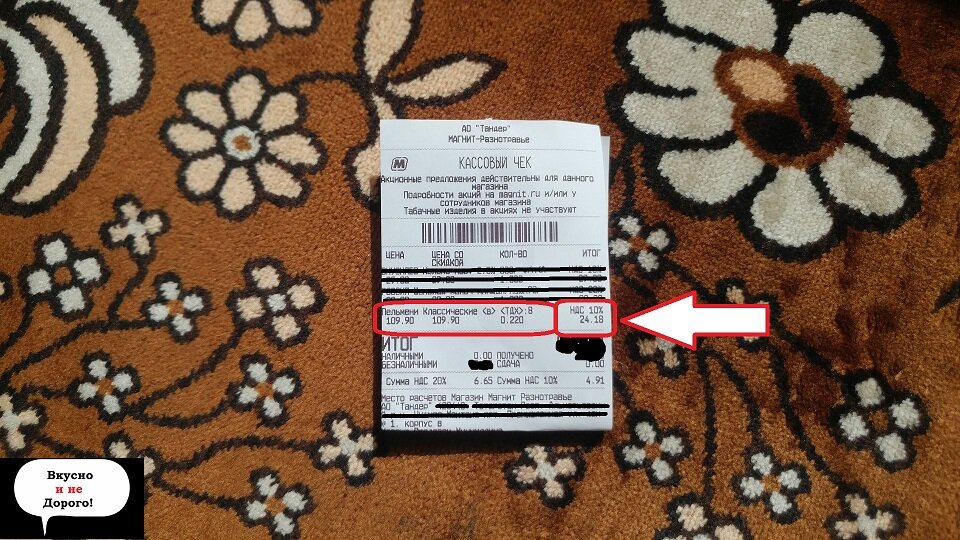 АО "Тандер"
МАГНИТ-Разнотравье
М КАССОВЫЙ ЧЕК
Акционные предложения действительны для данного
магазина
Подробности акций на magnit.ru и/или у
сотрудников магазина
Табачные изделия в акциях не участвуют
ЦЕНА ЦЕНА СО СКИДКОЙ КОЛ-ВО ИТОГ
Пельмени Классические (в) <ТДХ>:В НДС 10%
109.90 109.90 0.220 24.18
ИТОГ
НАЛИЧНЫМИ 0.00 ПОЛУЧЕНО
БЕЗНАЛИЧНЫМИ СДАЧА 0.00
Сумма НДС 20% 6.65 Сумма НДС 10% 4.91
Место расчетов Магазин Магнит Разнотравье
АО "Тандер"
№ 1. корпус в
Вкусно
и не
Дорого!